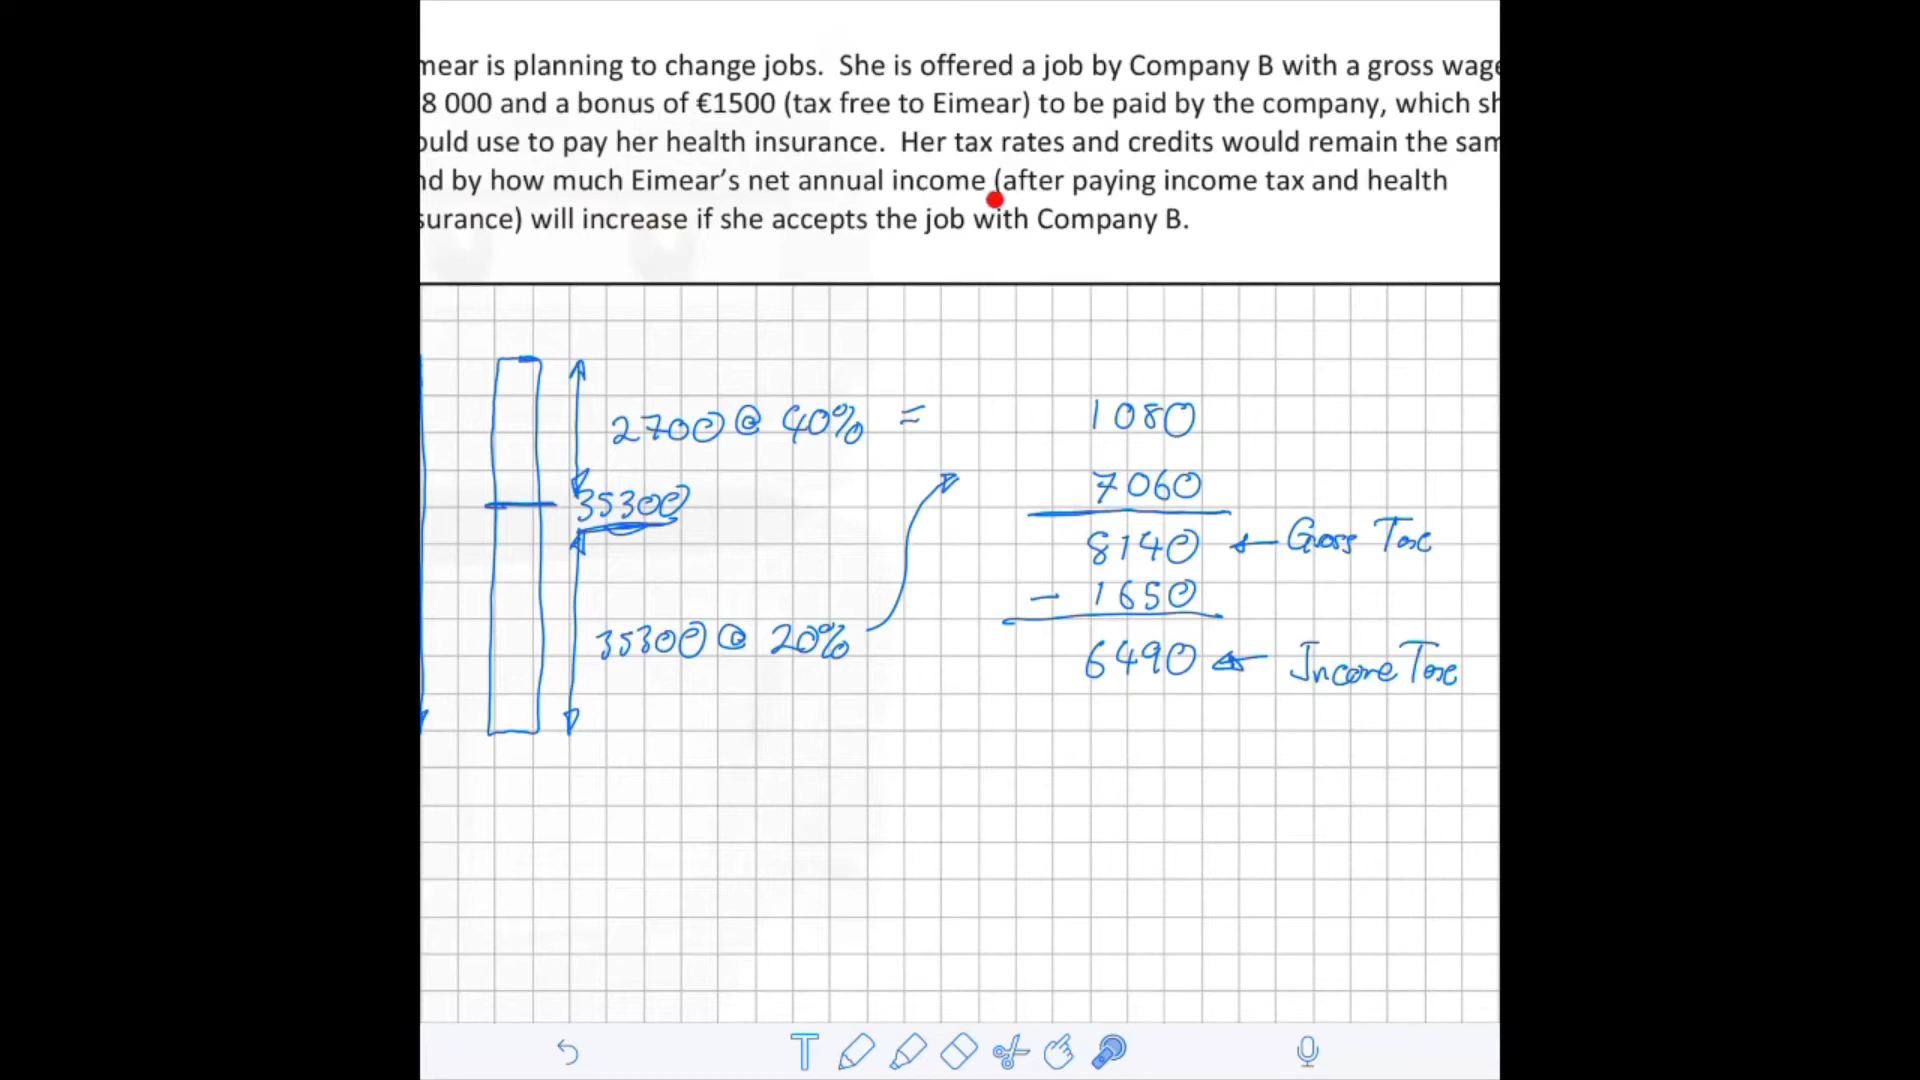 mear is planning to change jobs. She is offered a job by Company B with a gross wage
8 000 and a bonus of €1500 (tax free to Eimear) to be paid by the company, which sh
ould use to pay her health insurance. Her tax rates and credits would remain the sam
nd by how much Eimear's net annual income (after paying income tax and health
surance) will increase if she accepts the job with Company B.
2700 @ 40% = 1080
35300
7060
8140 ← Gross Tax
- 1650
35300 @ 20%
6490 ← Income Tax
T